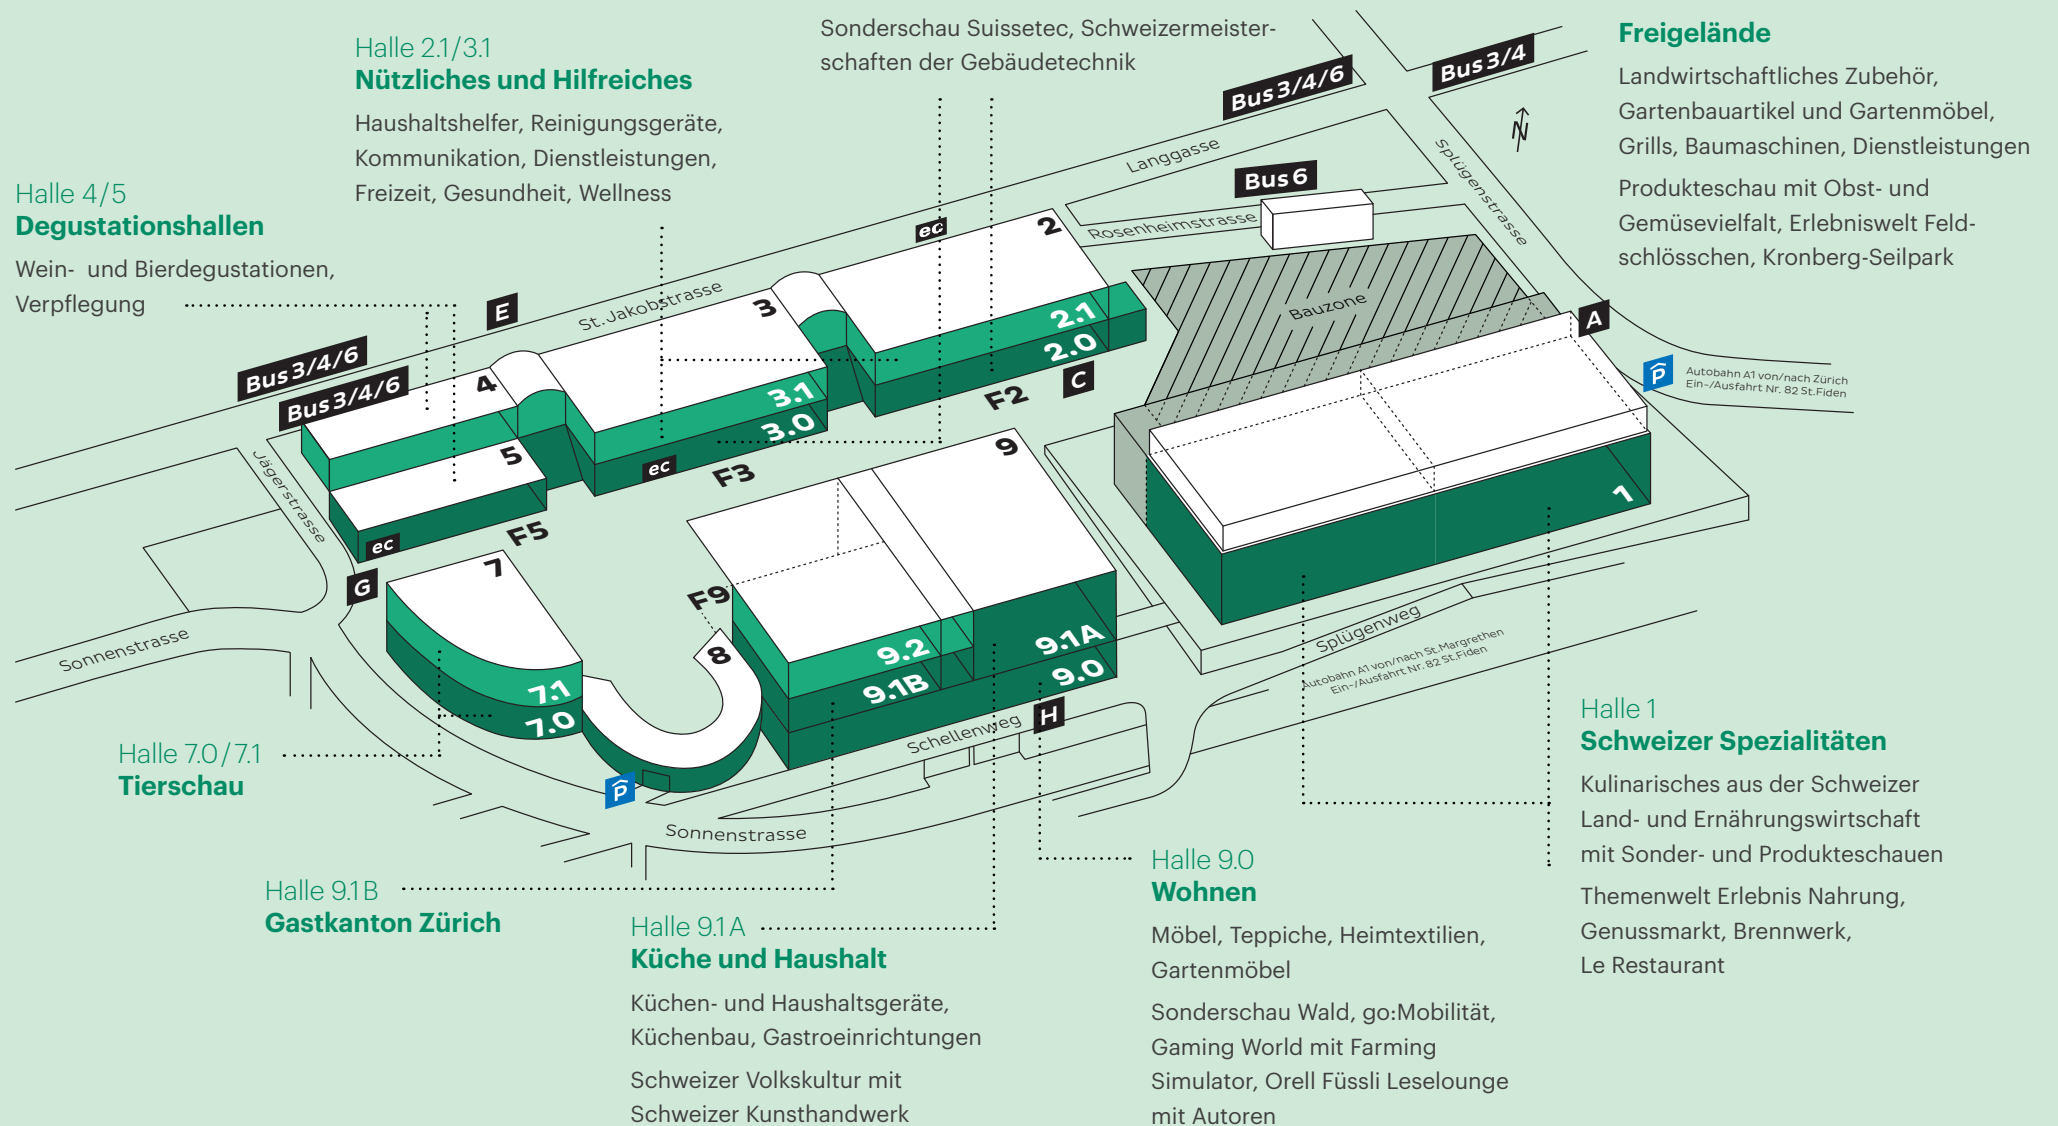 Halle 2.1/3.1
Nützliches und Hilfreiches
Haushaltshelfer, Reinigungsgeräte,
Kommunikation, Dienstleistungen,
Freizeit, Gesundheit, Wellness
Sonderschau Suissetec, Schweizermeister-
schaften der Gebäudetechnik
Freigelände
Landwirtschaftliches Zubehör,
Gartenbauartikel und Gartenmöbel,
Grills, Baumaschinen, Dienstleistungen
Produkteschau mit Obst- und
Gemüsevielfalt, Erlebniswelt Feld-
schlösschen, Kronberg-Seilpark
Halle 4/5
Degustationshallen
Wein- und Bierdegustationen,
Verpflegung
Bus 3/4/6
Bus 3/4
N
Langgasse
Splügenstrasse
Bus 6
Rosenheimstrasse
ec
2
E
St. Jakobstrasse
3
2.1
2.0
Bauzone
A
Bus 3/4/6
Bus 3/4/6
4
3.1
3.0
F2
C
P
Autobahn A1 von/nach Zürich
Ein-/Ausfahrt Nr. 82 St.Fiden
5
ec
F3
9
1
Jägerstrasse
ec
F5
G
7
F9
8
9.2
9.1A
9.1B
9.0
7.1
7.0
Sonnenstrasse
Splügenweg
Autobahn A1 von/nach St.Margrethen
Ein-/Ausfahrt Nr. 82 St.Fiden
H
Schellenweg
P
Sonnenstrasse
Halle 7.0/7.1
Tierschau
Halle 9.1B
Gastkanton Zürich
Halle 9.1A
Küche und Haushalt
Küchen- und Haushaltsgeräte,
Küchenbau, Gastroeinrichtungen
Schweizer Volkskultur mit
Schweizer Kunsthandwerk
Halle 9.0
Wohnen
Möbel, Teppiche, Heimtextilien,
Gartenmöbel
Sonderschau Wald, go:Mobilität,
Gaming World mit Farming
Simulator, Orell Füssli Leselounge
mit Autoren
Halle 1
Schweizer Spezialitäten
Kulinarisches aus der Schweizer
Land- und Ernährungswirtschaft
mit Sonder- und Produkteschauen
Themenwelt Erlebnis Nahrung,
Genussmarkt, Brennwerk,
Le Restaurant